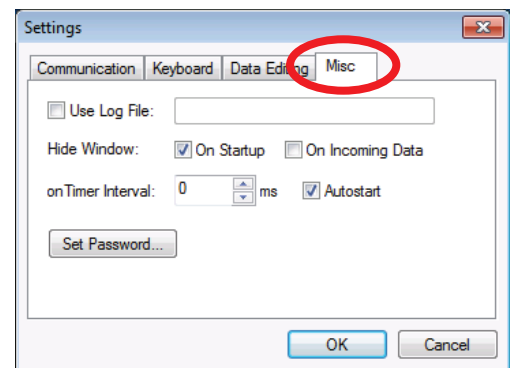 Settings
Communication Keyboard Data Editing Misc
Use Log File:
Hide Window: On Startup On Incoming Data
onTimer Interval: 0 ms Autostart
Set Password...
OK Cancel